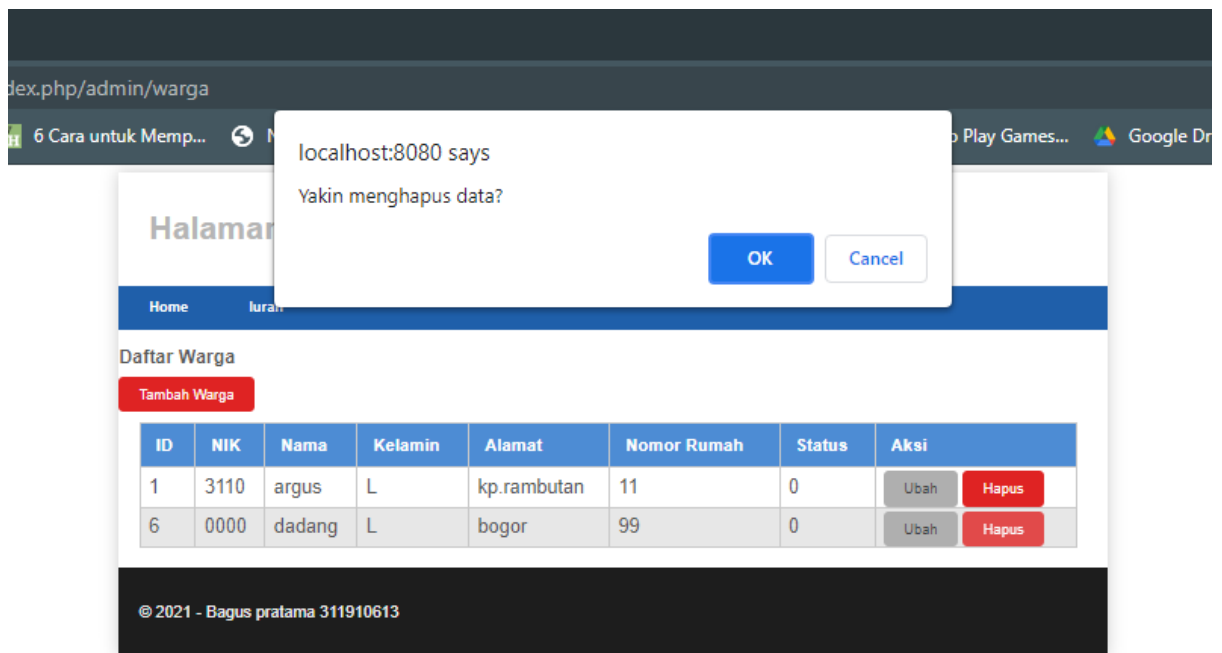 dex.php/admin/warga
6 Cara untuk Memp... Play Games... Google Dr
localhost:8080 says
Yakin menghapus data?
OK Cancel
Halaman
Home Iuran
Daftar Warga
Tambah Warga
ID NIK Nama Kelamin Alamat Nomor Rumah Status Aksi
1 3110 argus L kp.rambutan 11 0 Ubah Hapus
6 0000 dadang L bogor 99 0 Ubah Hapus
© 2021 - Bagus pratama 311910613